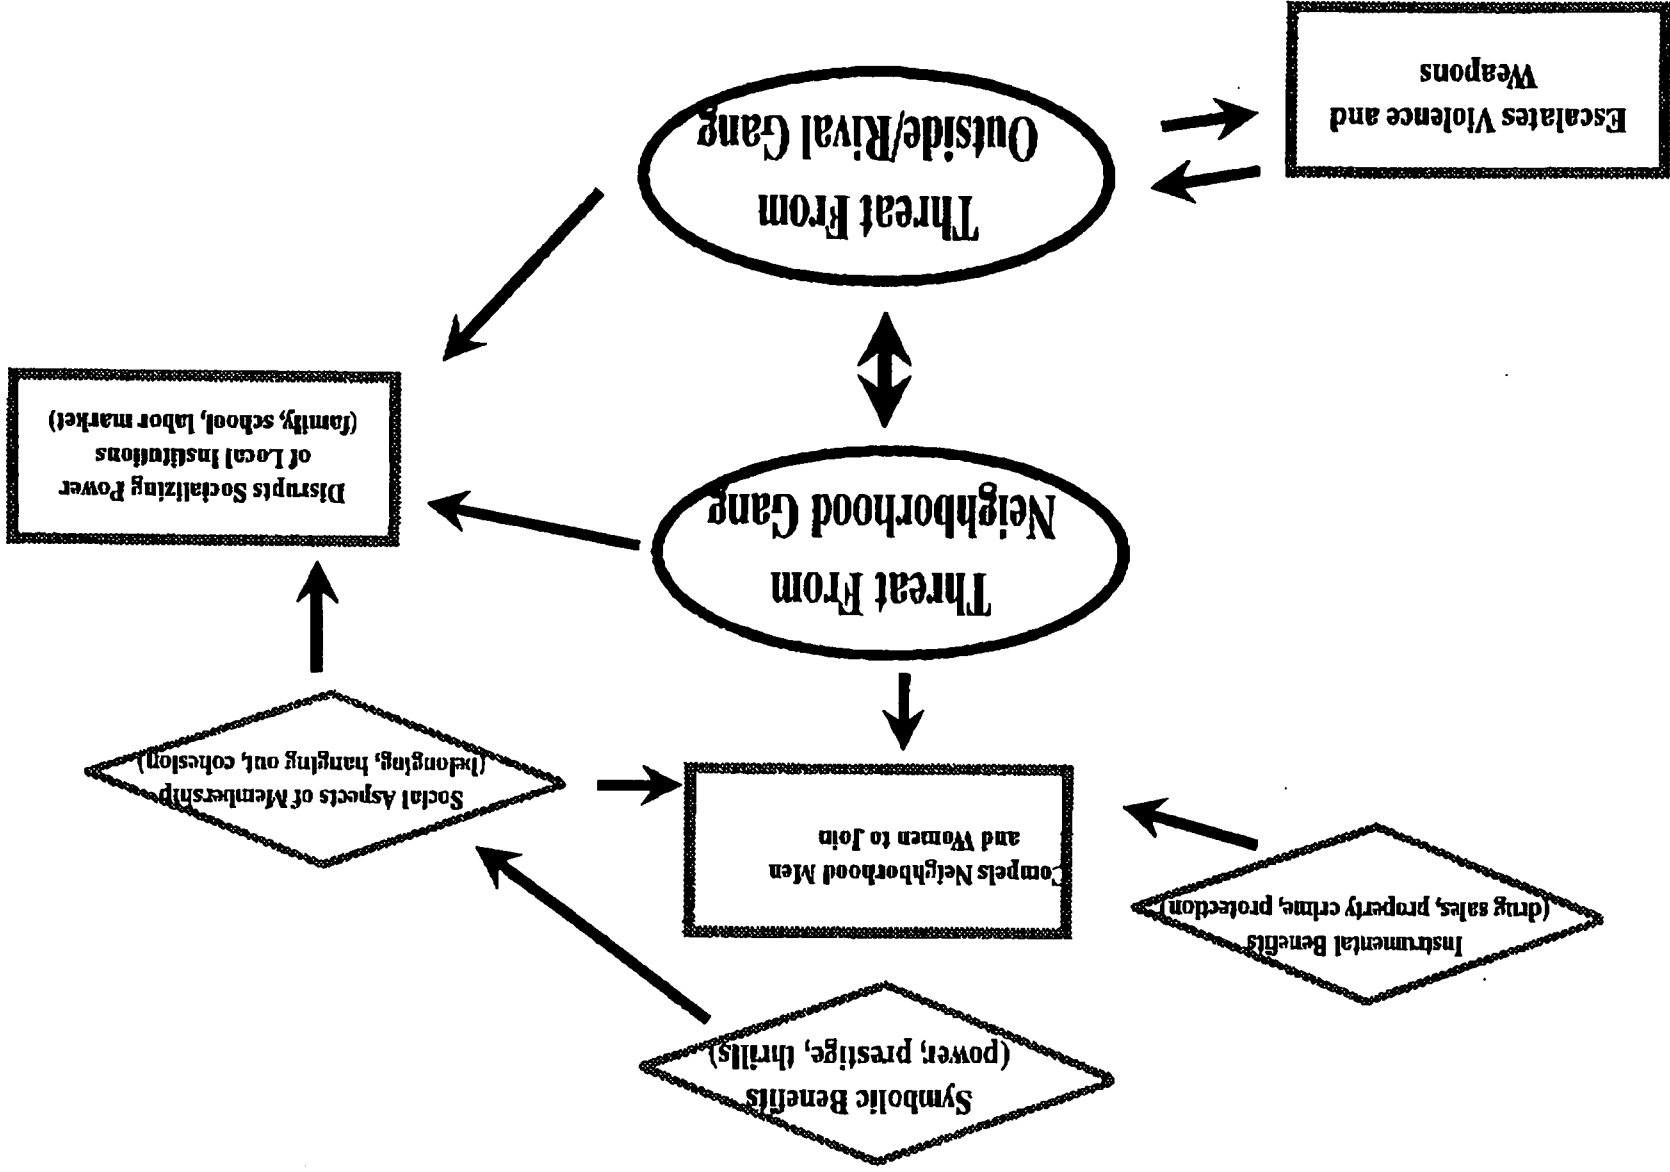 Symbolic Benefits
(power, prestige, thrills)
Instrumental Benefits
(drug sales, property crime, protection)
Compels Neighborhood Men
and Women to Join
Social Aspects of Membership
(belonging, hanging out, cohesion)
Threat From
Neighborhood Gang
Disrupts Socializing Power
of Local Institutions
(family, school, labor market)
Threat From
Outside/Rival Gang
Escalates Violence and
Weapons